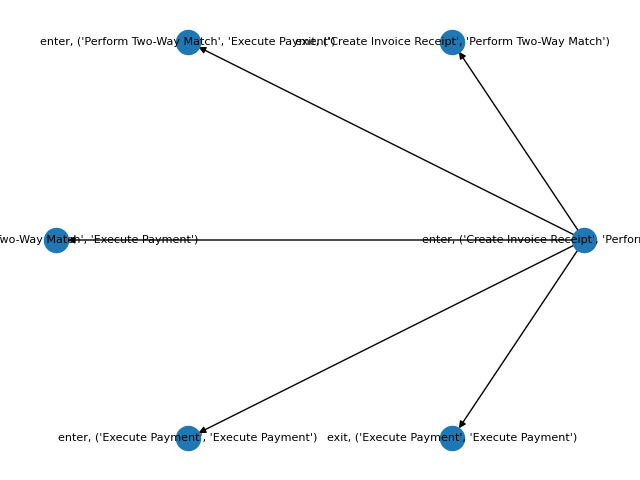 enter, ('Perform Two-Way Match', 'Execute Payment')
exit, ('Create Invoice Receipt', 'Perform Two-Way Match')
Two-Way Match', 'Execute Payment')
enter, ('Create Invoice Receipt', 'Perform
enter, ('Execute Payment', 'Execute Payment')
exit, ('Execute Payment', 'Execute Payment')